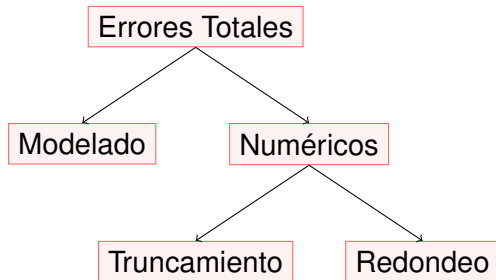 Errores Totales
Modelado
Numéricos
Truncamiento
Redondeo